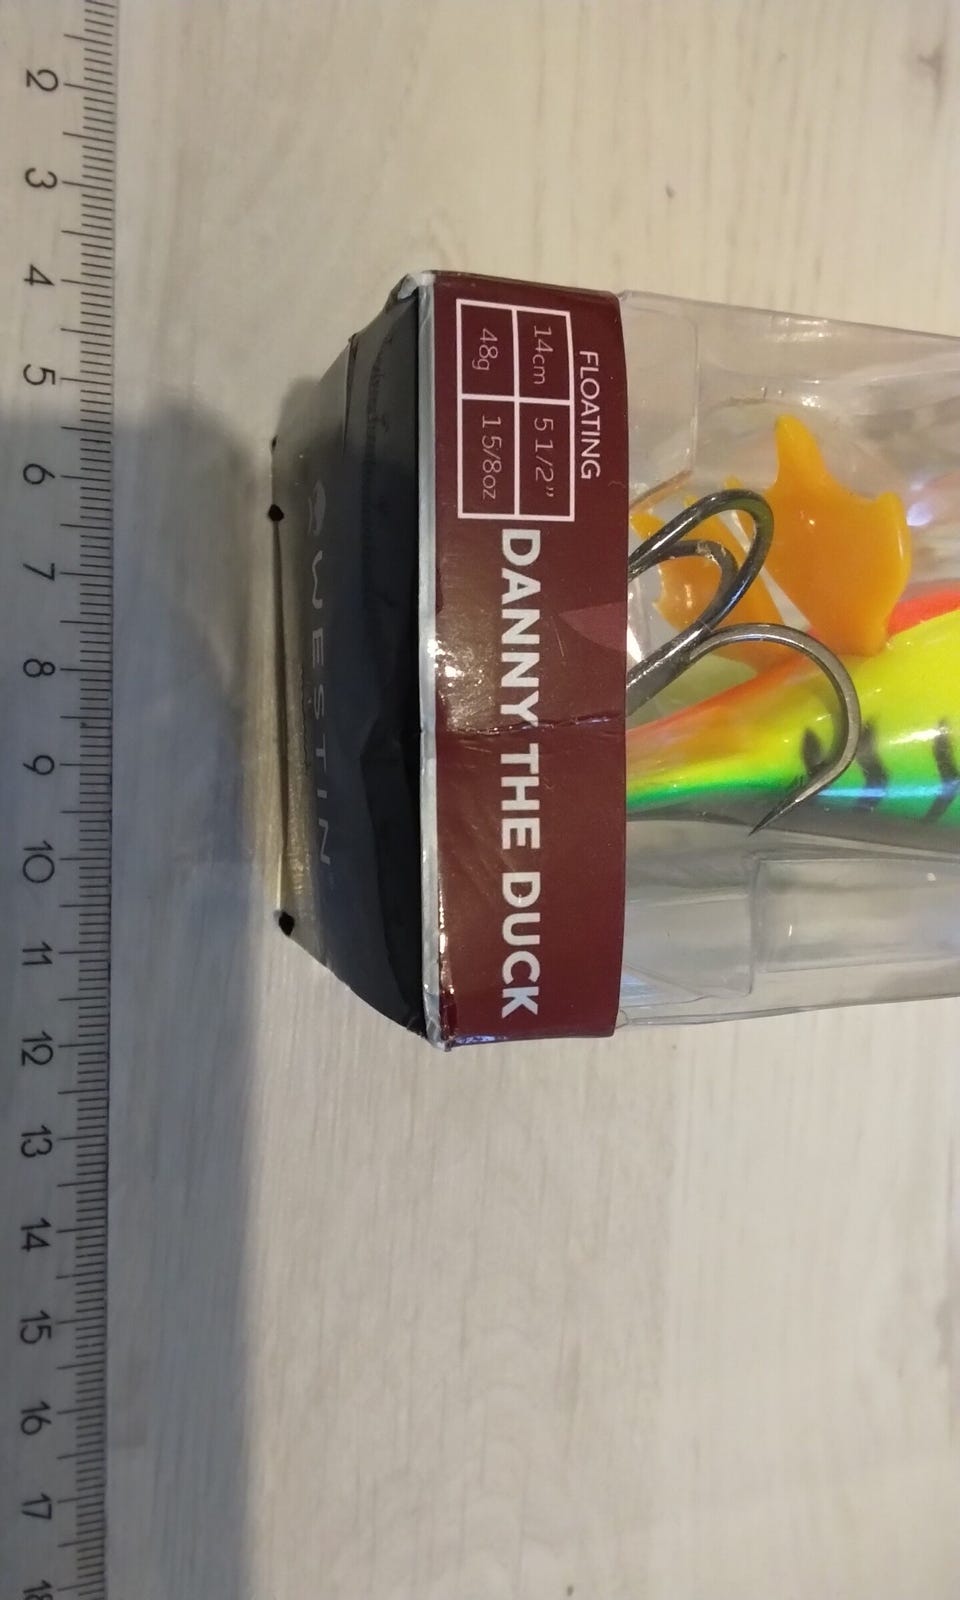 FLOATING
14cm 5 1/2”
48g 1 5/8oz
DANNY THE DUCK
WESTIN
2 3 4 5 6 7 8 9 10 11 12 13 14 15 16 17 18